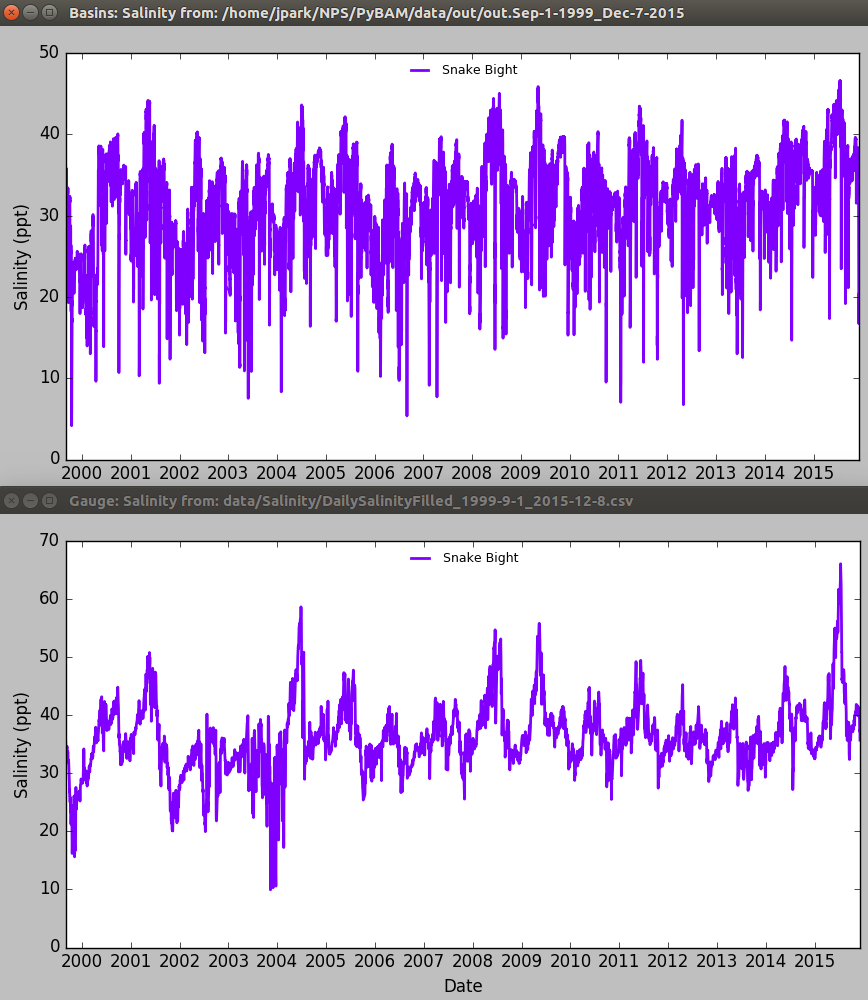 Basins: Salinity from: /home/jpark/NPS/PyBAM/data/out/out.Sep-1-1999_Dec-7-2015
Snake Bight
Salinity (ppt)
50
40
30
20
10
0
2000 2001 2002 2003 2004 2005 2006 2007 2008 2009 2010 2011 2012 2013 2014 2015
Gauge: Salinity from: data/Salinity/DailySalinityFilled_1999-9-1_2015-12-8.csv
Snake Bight
Salinity (ppt)
70
60
50
40
30
20
10
0
2000 2001 2002 2003 2004 2005 2006 2007 2008 2009 2010 2011 2012 2013 2014 2015
Date